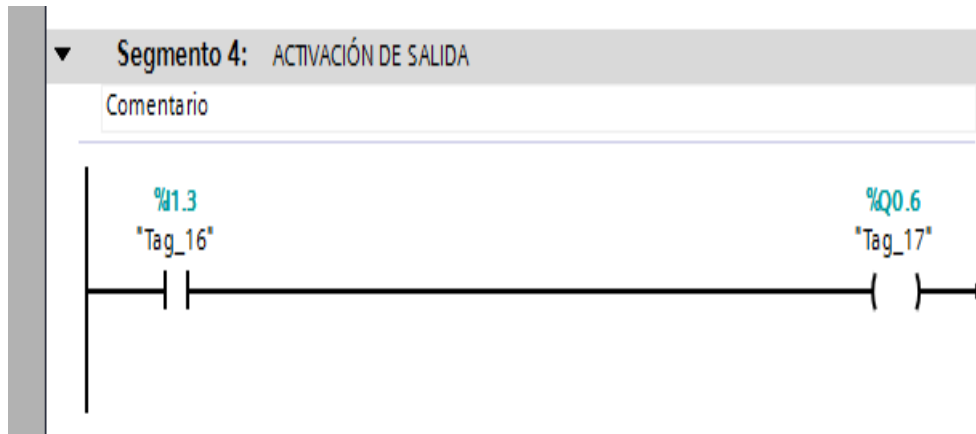 Segmento 4: ACTIVACIÓN DE SALIDA
Comentario
%I1.3 %Q0.6
"Tag_16" "Tag_17"